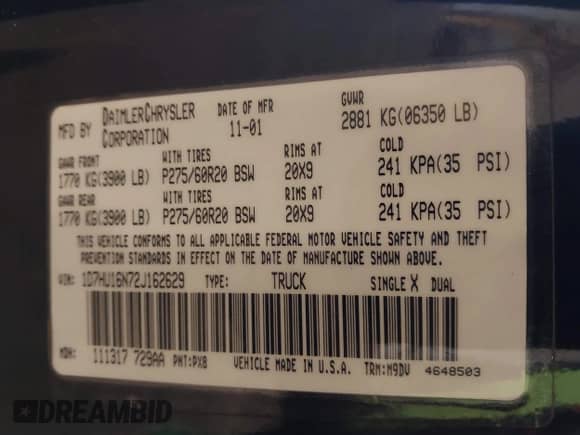 MFD BY DAIMLERCHRYSLER CORPORATION DATE OF MFR 11-01 GVWR 2881 KG(06350 LB)
GAWR FRONT WITH TIRES RIMS AT COLD
1770 KG(3900 LB) P275/60R20 BSW 20X9 241 KPA(35 PSI)
GAWR REAR WITH TIRES RIMS AT COLD
1770 KG(3900 LB) P275/60R20 BSW 20X9 241 KPA(35 PSI)
THIS VEHICLE CONFORMS TO ALL APPLICABLE FEDERAL MOTOR VEHICLE SAFETY AND THEFT
PREVENTION STANDARDS IN EFFECT ON THE DATE OF MANUFACTURE SHOWN ABOVE.
VIN: 1D7HU16N72J162629 TYPE: TRUCK SINGLE X DUAL
MDH: 111317 729AA PNT:PX8 VEHICLE MADE IN U.S.A. TRM:M9DV 4648503
DREAMBID